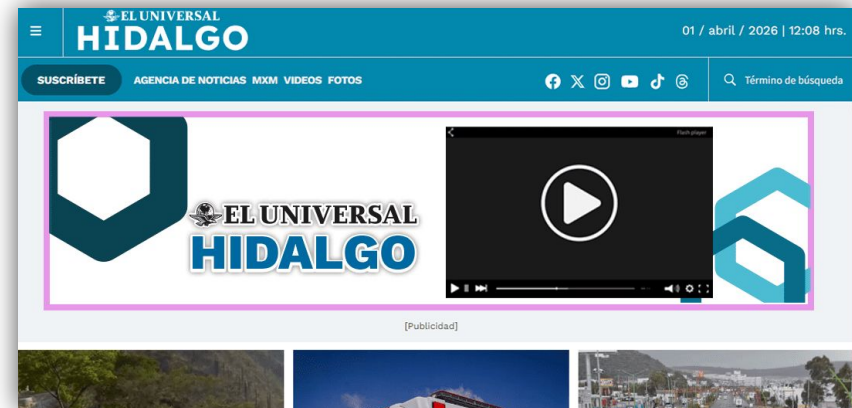 EL UNIVERSAL
HIDALGO
01 / abril / 2026 | 12:08 hrs.
SUSCRÍBETE AGENCIA DE NOTICIAS MXM VIDEOS FOTOS
Término de búsqueda
Flash player
EL UNIVERSAL
HIDALGO
[Publicidad]